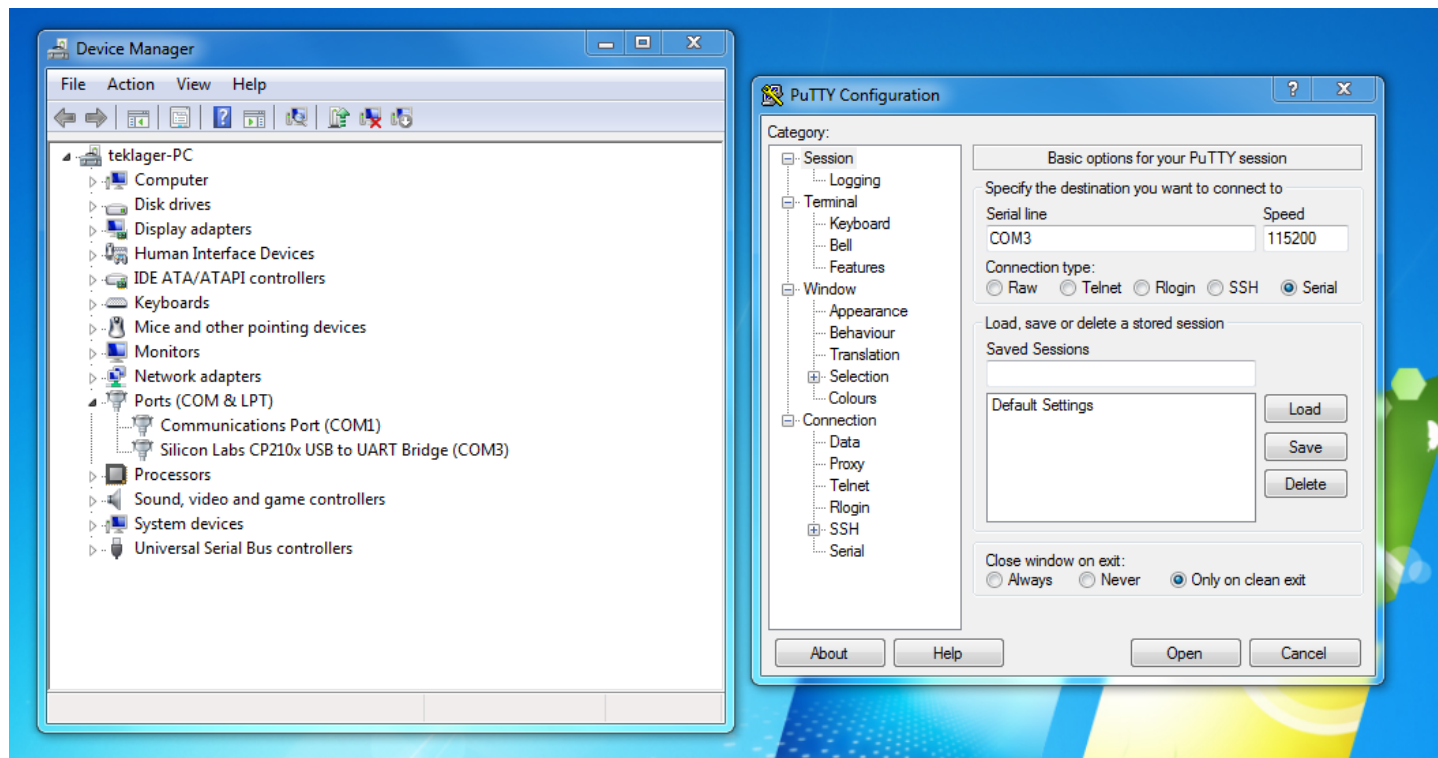 Device Manager
File Action View Help
teklager-PC
Computer
Disk drives
Display adapters
Human Interface Devices
IDE ATA/ATAPI controllers
Keyboards
Mice and other pointing devices
Monitors
Network adapters
Ports (COM & LPT)
Communications Port (COM1)
Silicon Labs CP210x USB to UART Bridge (COM3)
Processors
Sound, video and game controllers
System devices
Universal Serial Bus controllers
PuTTY Configuration
Category:
Session
Logging
Terminal
Keyboard
Bell
Features
Window
Appearance
Behaviour
Translation
Selection
Colours
Connection
Data
Proxy
Telnet
Rlogin
SSH
Serial
Basic options for your PuTTY session
Specify the destination you want to connect to
Serial line Speed
COM3 115200
Connection type:
Raw Telnet Rlogin SSH Serial
Load, save or delete a stored session
Saved Sessions
Default Settings
Load
Save
Delete
Close window on exit:
Always Never Only on clean exit
About Help Open Cancel